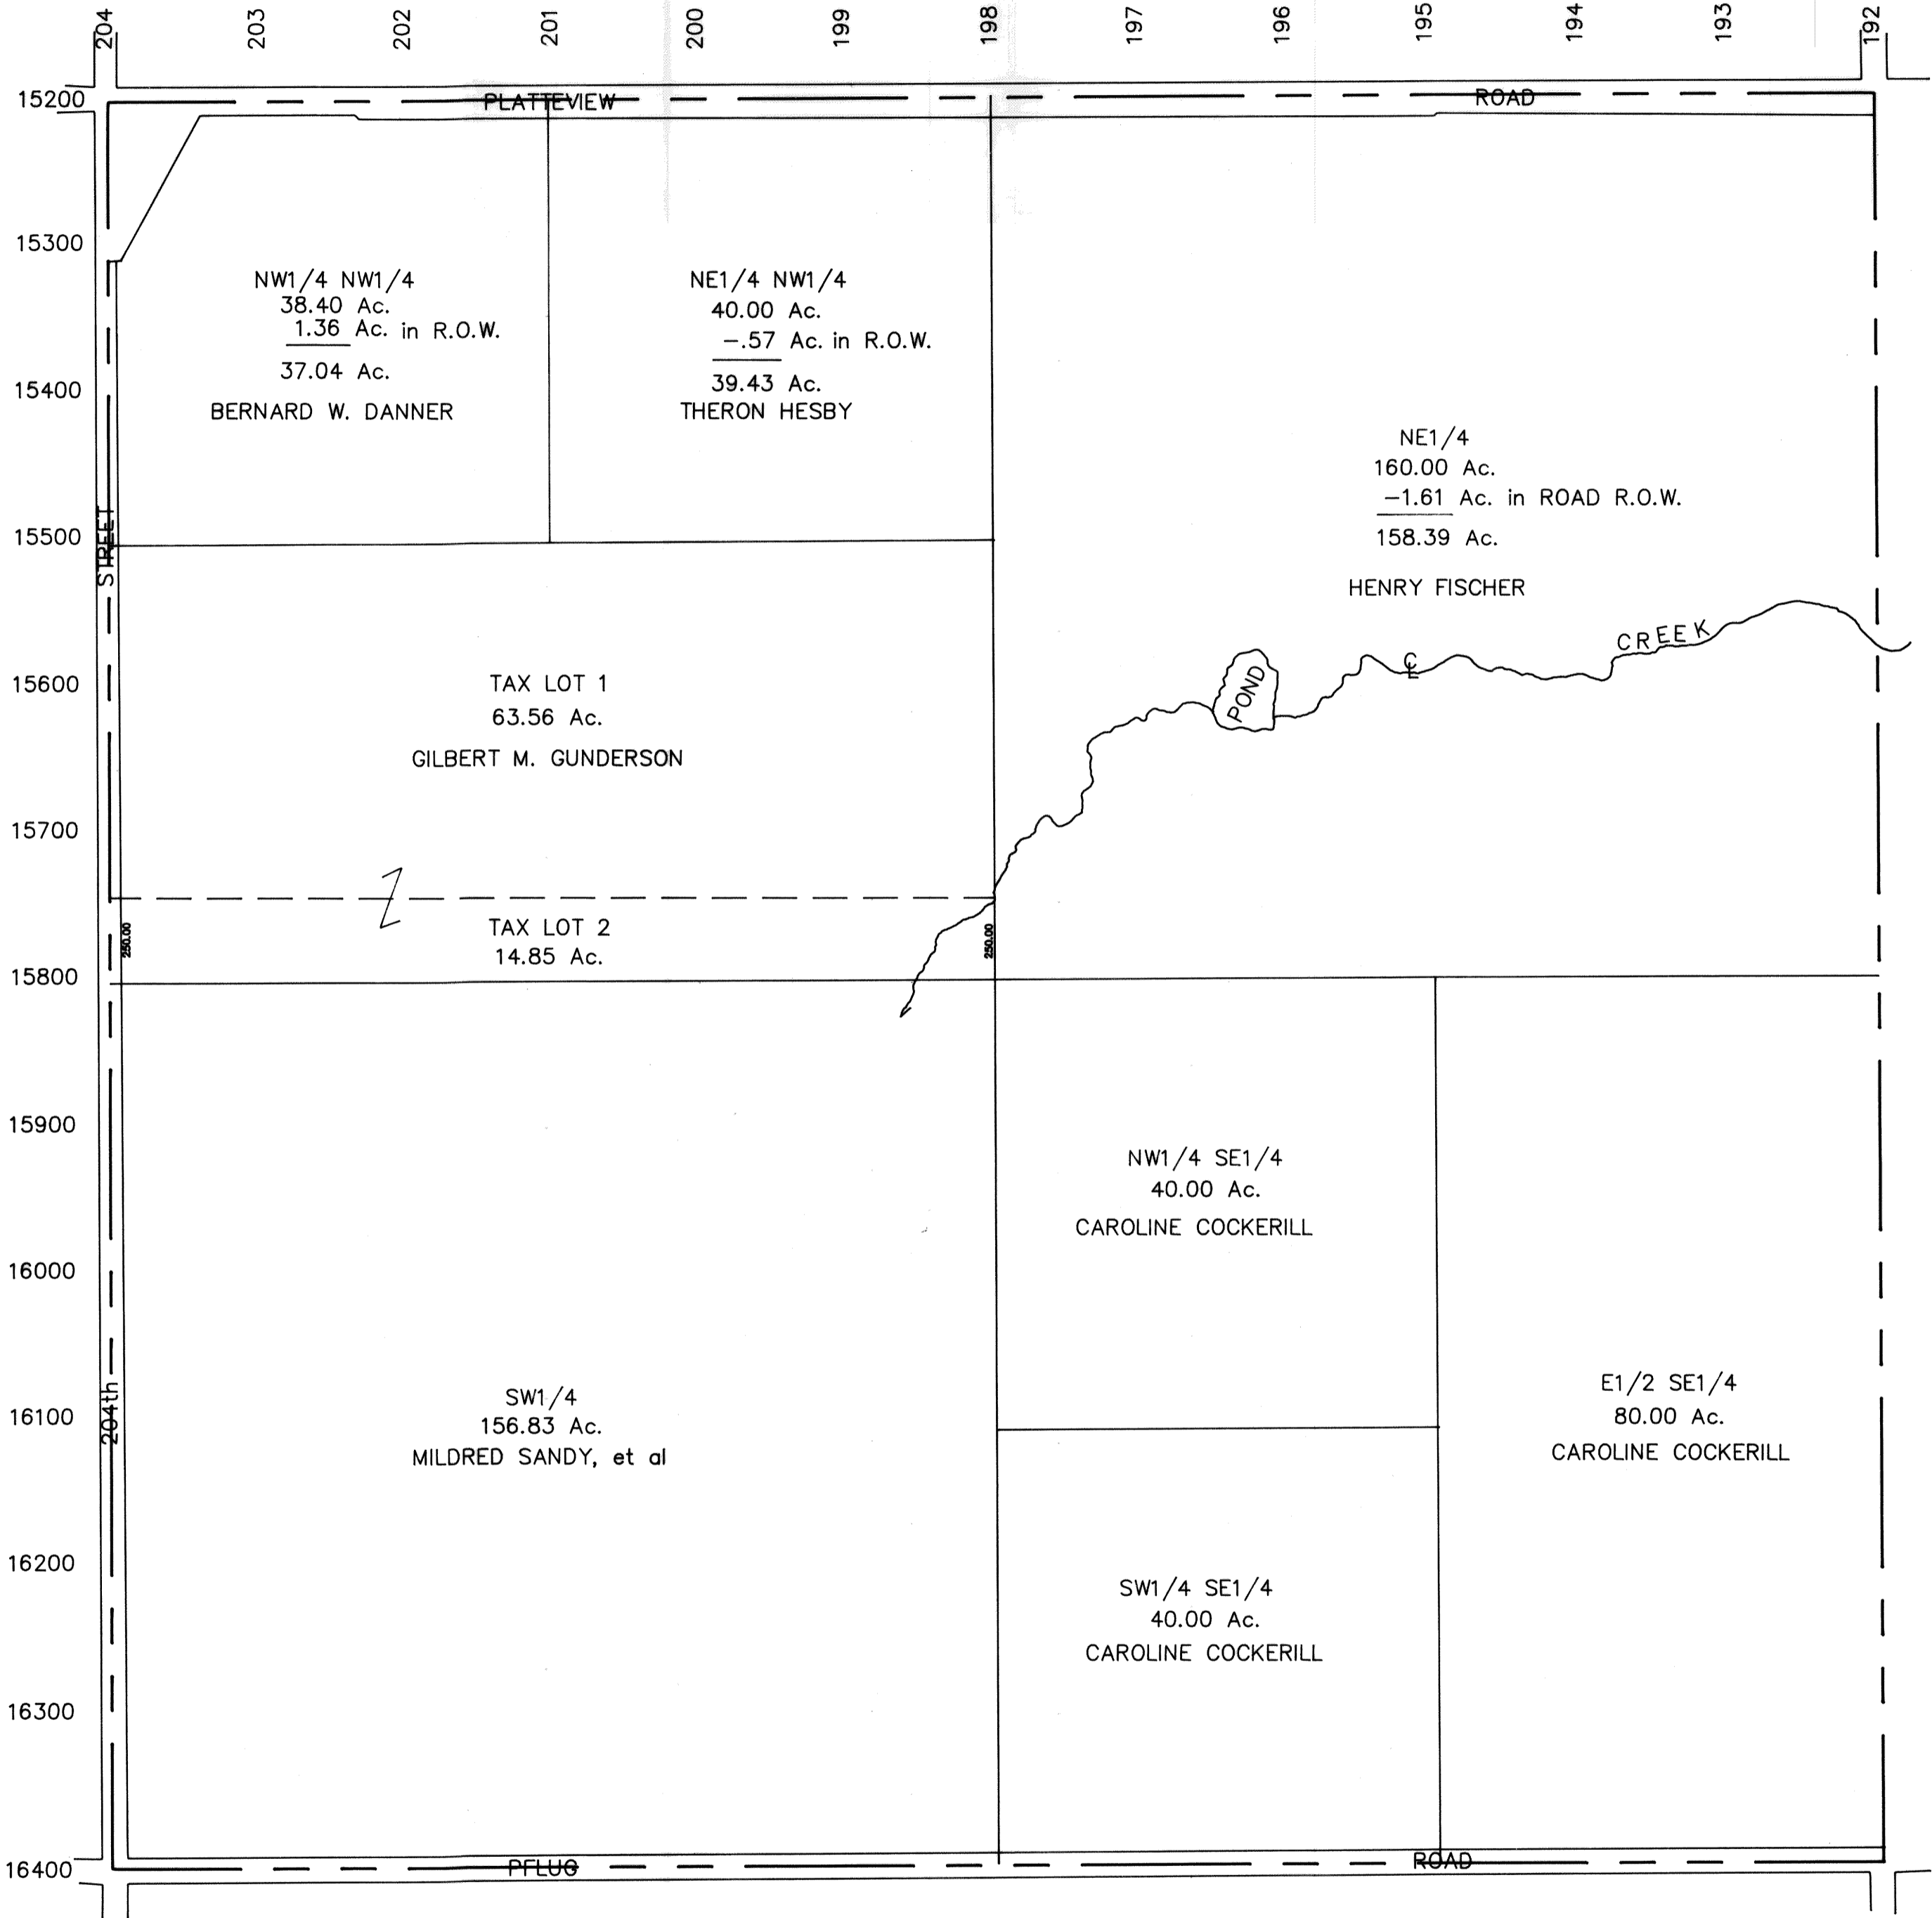 204
203
202
201
200
199
198
197
196
195
194
193
192
15200
PLATTEVIEW
ROAD
15300
NW1/4 NW1/4
38.40 Ac.
1.36 Ac. in R.O.W.
37.04 Ac.
BERNARD W. DANNER
NE1/4 NW1/4
40.00 Ac.
-.57 Ac. in R.O.W.
39.43 Ac.
THERON HESBY
15400
NE1/4
160.00 Ac.
-1.61 Ac. in ROAD R.O.W.
158.39 Ac.
HENRY FISCHER
15500
STREET
CREEK
℄
POND
15600
TAX LOT 1
63.56 Ac.
GILBERT M. GUNDERSON
15700
250.00
TAX LOT 2
14.85 Ac.
250.00
15800
15900
NW1/4 SE1/4
40.00 Ac.
CAROLINE COCKERILL
16000
16100
204th
SW1/4
156.83 Ac.
MILDRED SANDY, et al
E1/2 SE1/4
80.00 Ac.
CAROLINE COCKERILL
16200
SW1/4 SE1/4
40.00 Ac.
CAROLINE COCKERILL
16300
16400
PFLUG
ROAD